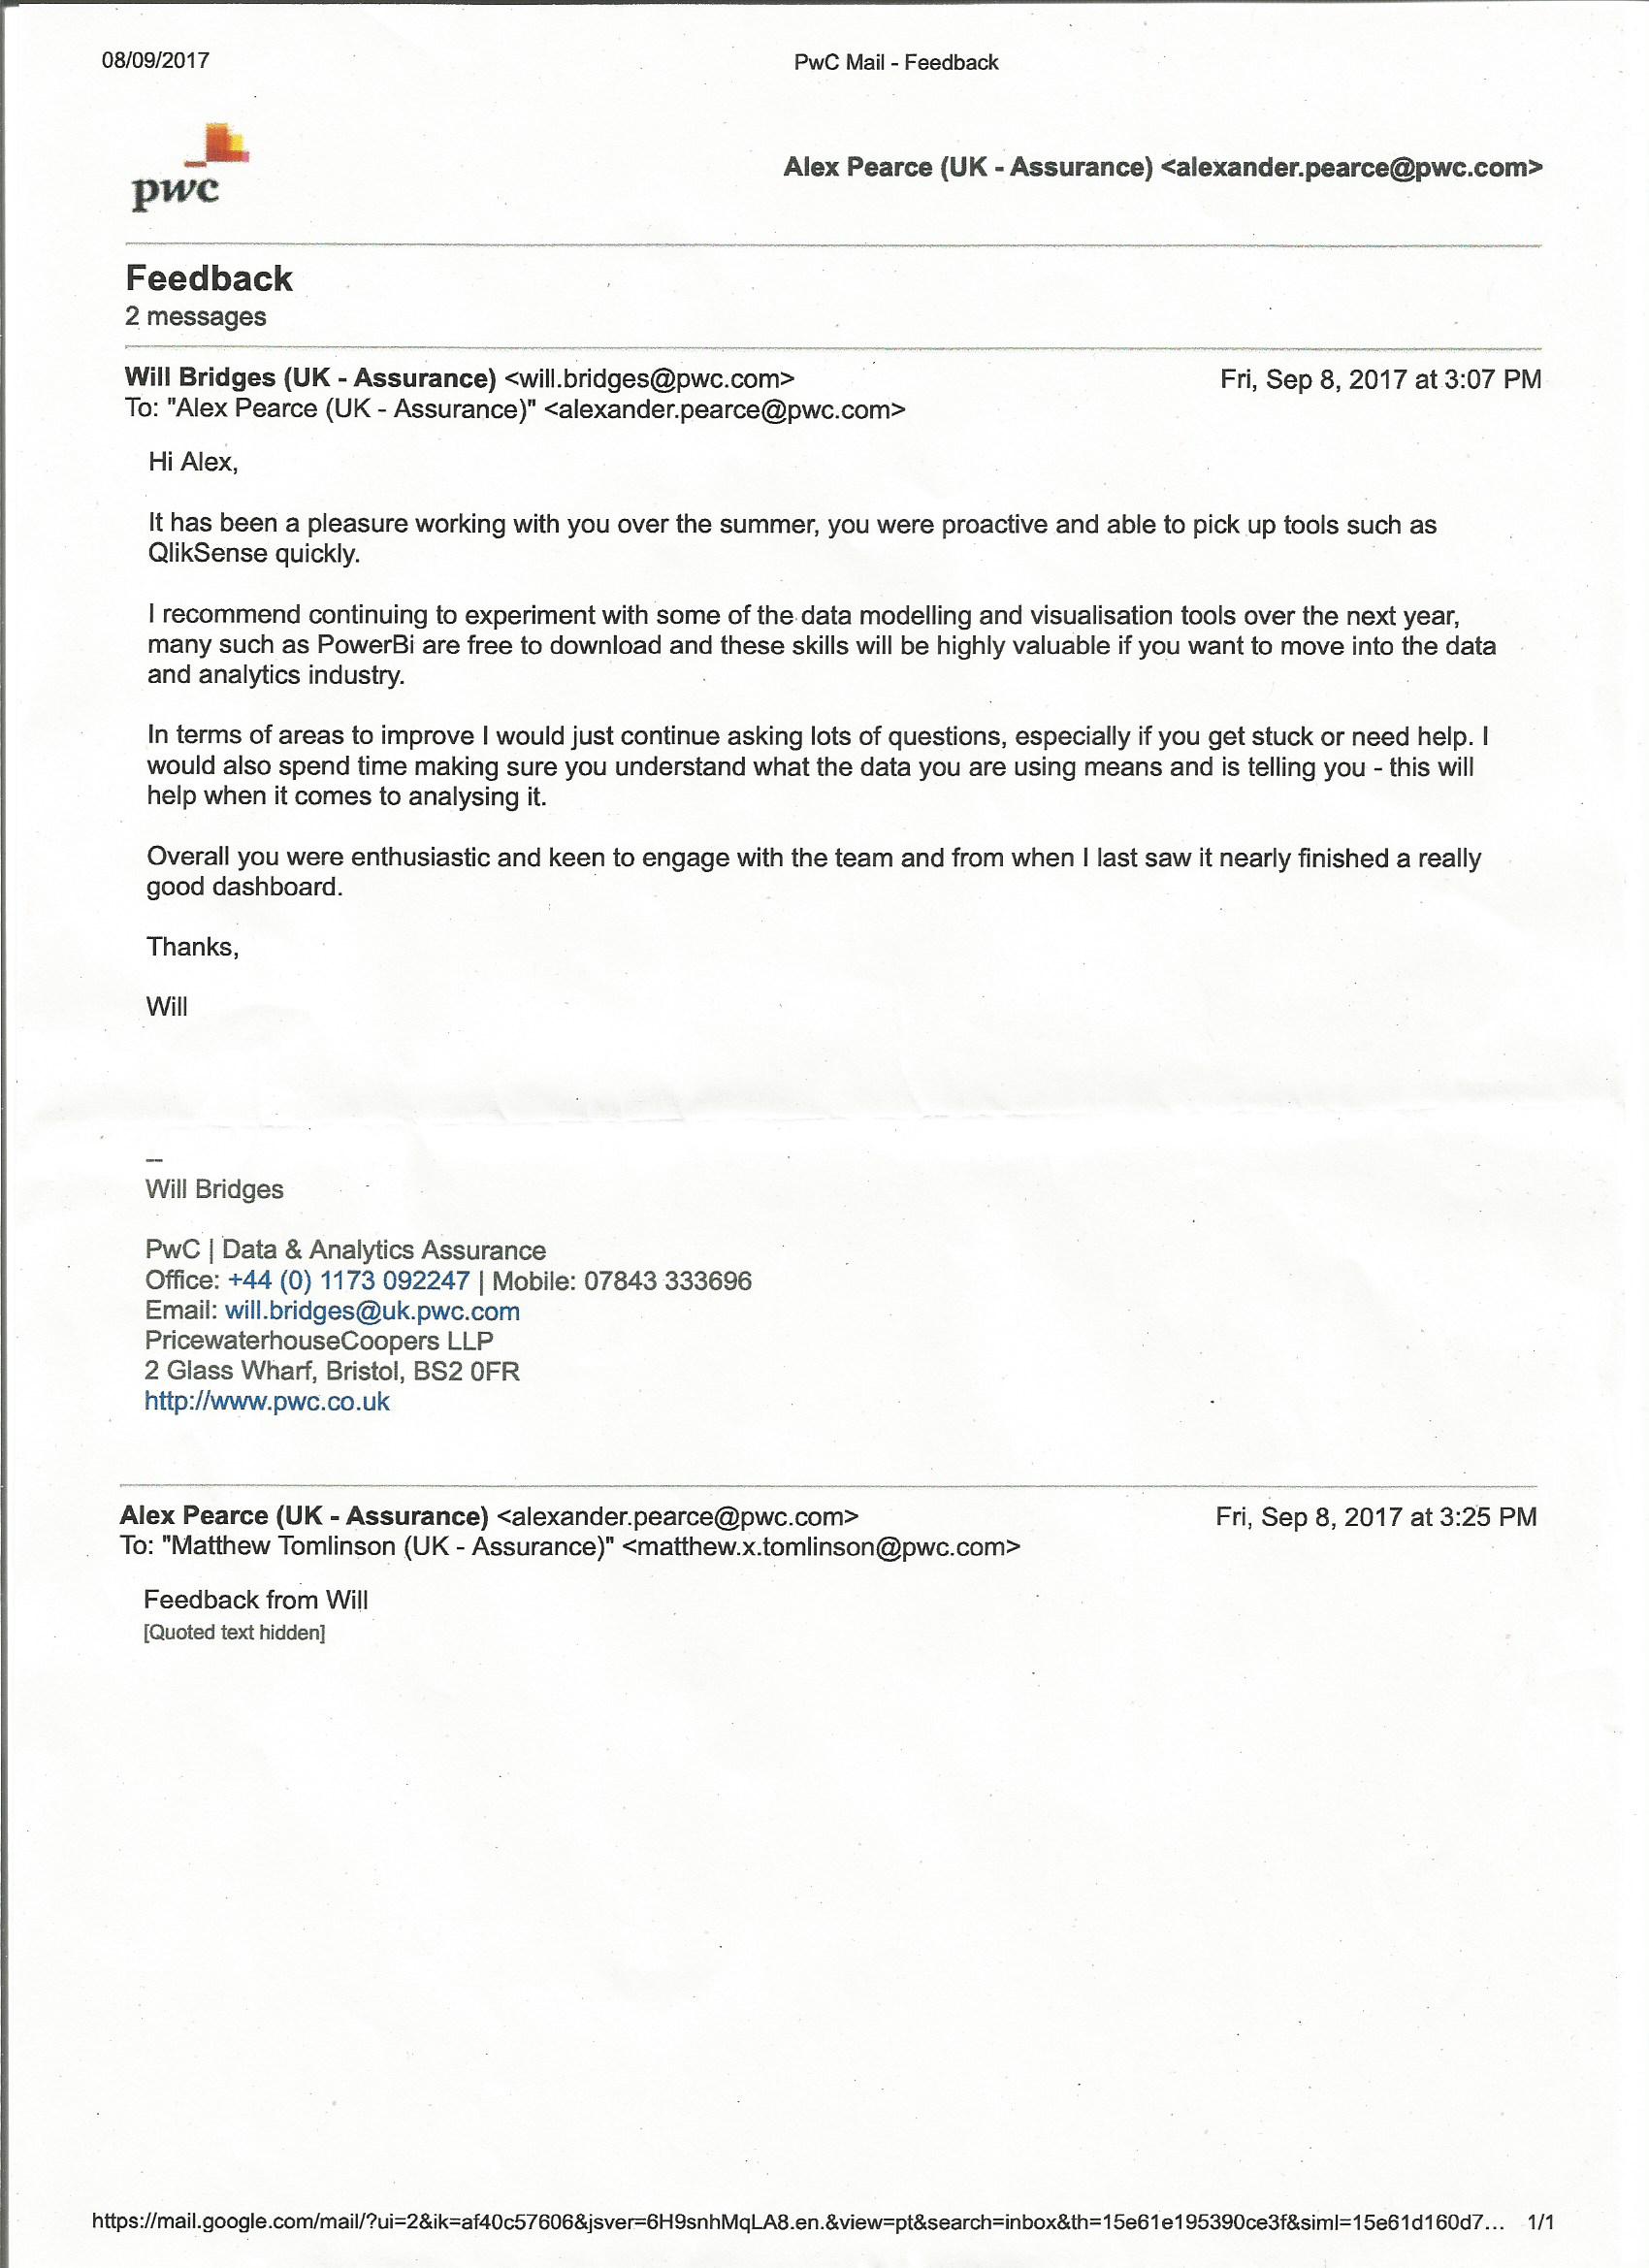 08/09/2017
PwC Mail - Feedback
pwc
Alex Pearce (UK - Assurance) <alexander.pearce@pwc.com>
Feedback
2 messages
Will Bridges (UK - Assurance) <will.bridges@pwc.com>
Fri, Sep 8, 2017 at 3:07 PM
To: "Alex Pearce (UK - Assurance)" <alexander.pearce@pwc.com>
Hi Alex,
It has been a pleasure working with you over the summer, you were proactive and able to pick up tools such as
QlikSense quickly.
I recommend continuing to experiment with some of the data modelling and visualisation tools over the next year,
many such as PowerBi are free to download and these skills will be highly valuable if you want to move into the data
and analytics industry.
In terms of areas to improve I would just continue asking lots of questions, especially if you get stuck or need help. I
would also spend time making sure you understand what the data you are using means and is telling you - this will
help when it comes to analysing it.
Overall you were enthusiastic and keen to engage with the team and from when I last saw it nearly finished a really
good dashboard.
Thanks,
Will
--
Will Bridges
PwC | Data & Analytics Assurance
Office: +44 (0) 1173 092247 | Mobile: 07843 333696
Email: will.bridges@uk.pwc.com
PricewaterhouseCoopers LLP
2 Glass Wharf, Bristol, BS2 0FR
http://www.pwc.co.uk
Alex Pearce (UK - Assurance) <alexander.pearce@pwc.com>
Fri, Sep 8, 2017 at 3:25 PM
To: "Matthew Tomlinson (UK - Assurance)" <matthew.x.tomlinson@pwc.com>
Feedback from Will
[Quoted text hidden]
https://mail.google.com/mail/?ui=2&ik=af40c57606&jsver=6H9snhMqLA8.en.&view=pt&search=inbox&th=15e61e195390ce3f&siml=15e61d160d7... 1/1